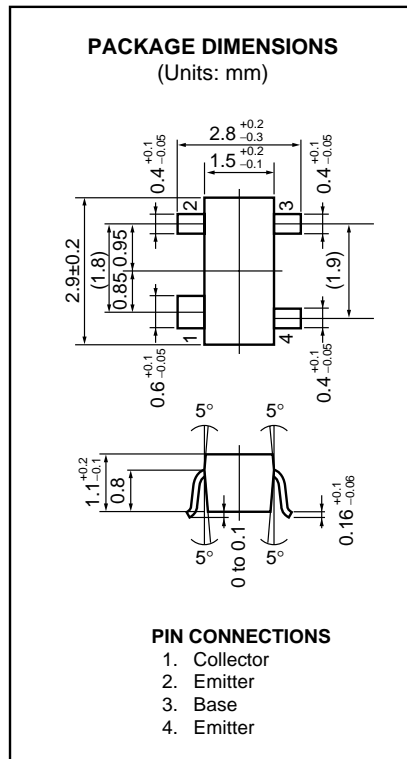 PACKAGE DIMENSIONS
(Units: mm)
2.8 +0.2 −0.3
1.5 +0.2 −0.1
0.4 +0.1 −0.05
0.4 +0.1 −0.05
2
3
2.9±0.2
(1.8)
0.95
0.85
(1.9)
1
4
0.6 +0.1 −0.05
0.4 +0.1 −0.05
5°
5°
1.1 +0.2 −0.1
0.8
0.16 +0.1 −0.06
5°
5°
0 to 0.1
PIN CONNECTIONS
1. Collector
2. Emitter
3. Base
4. Emitter